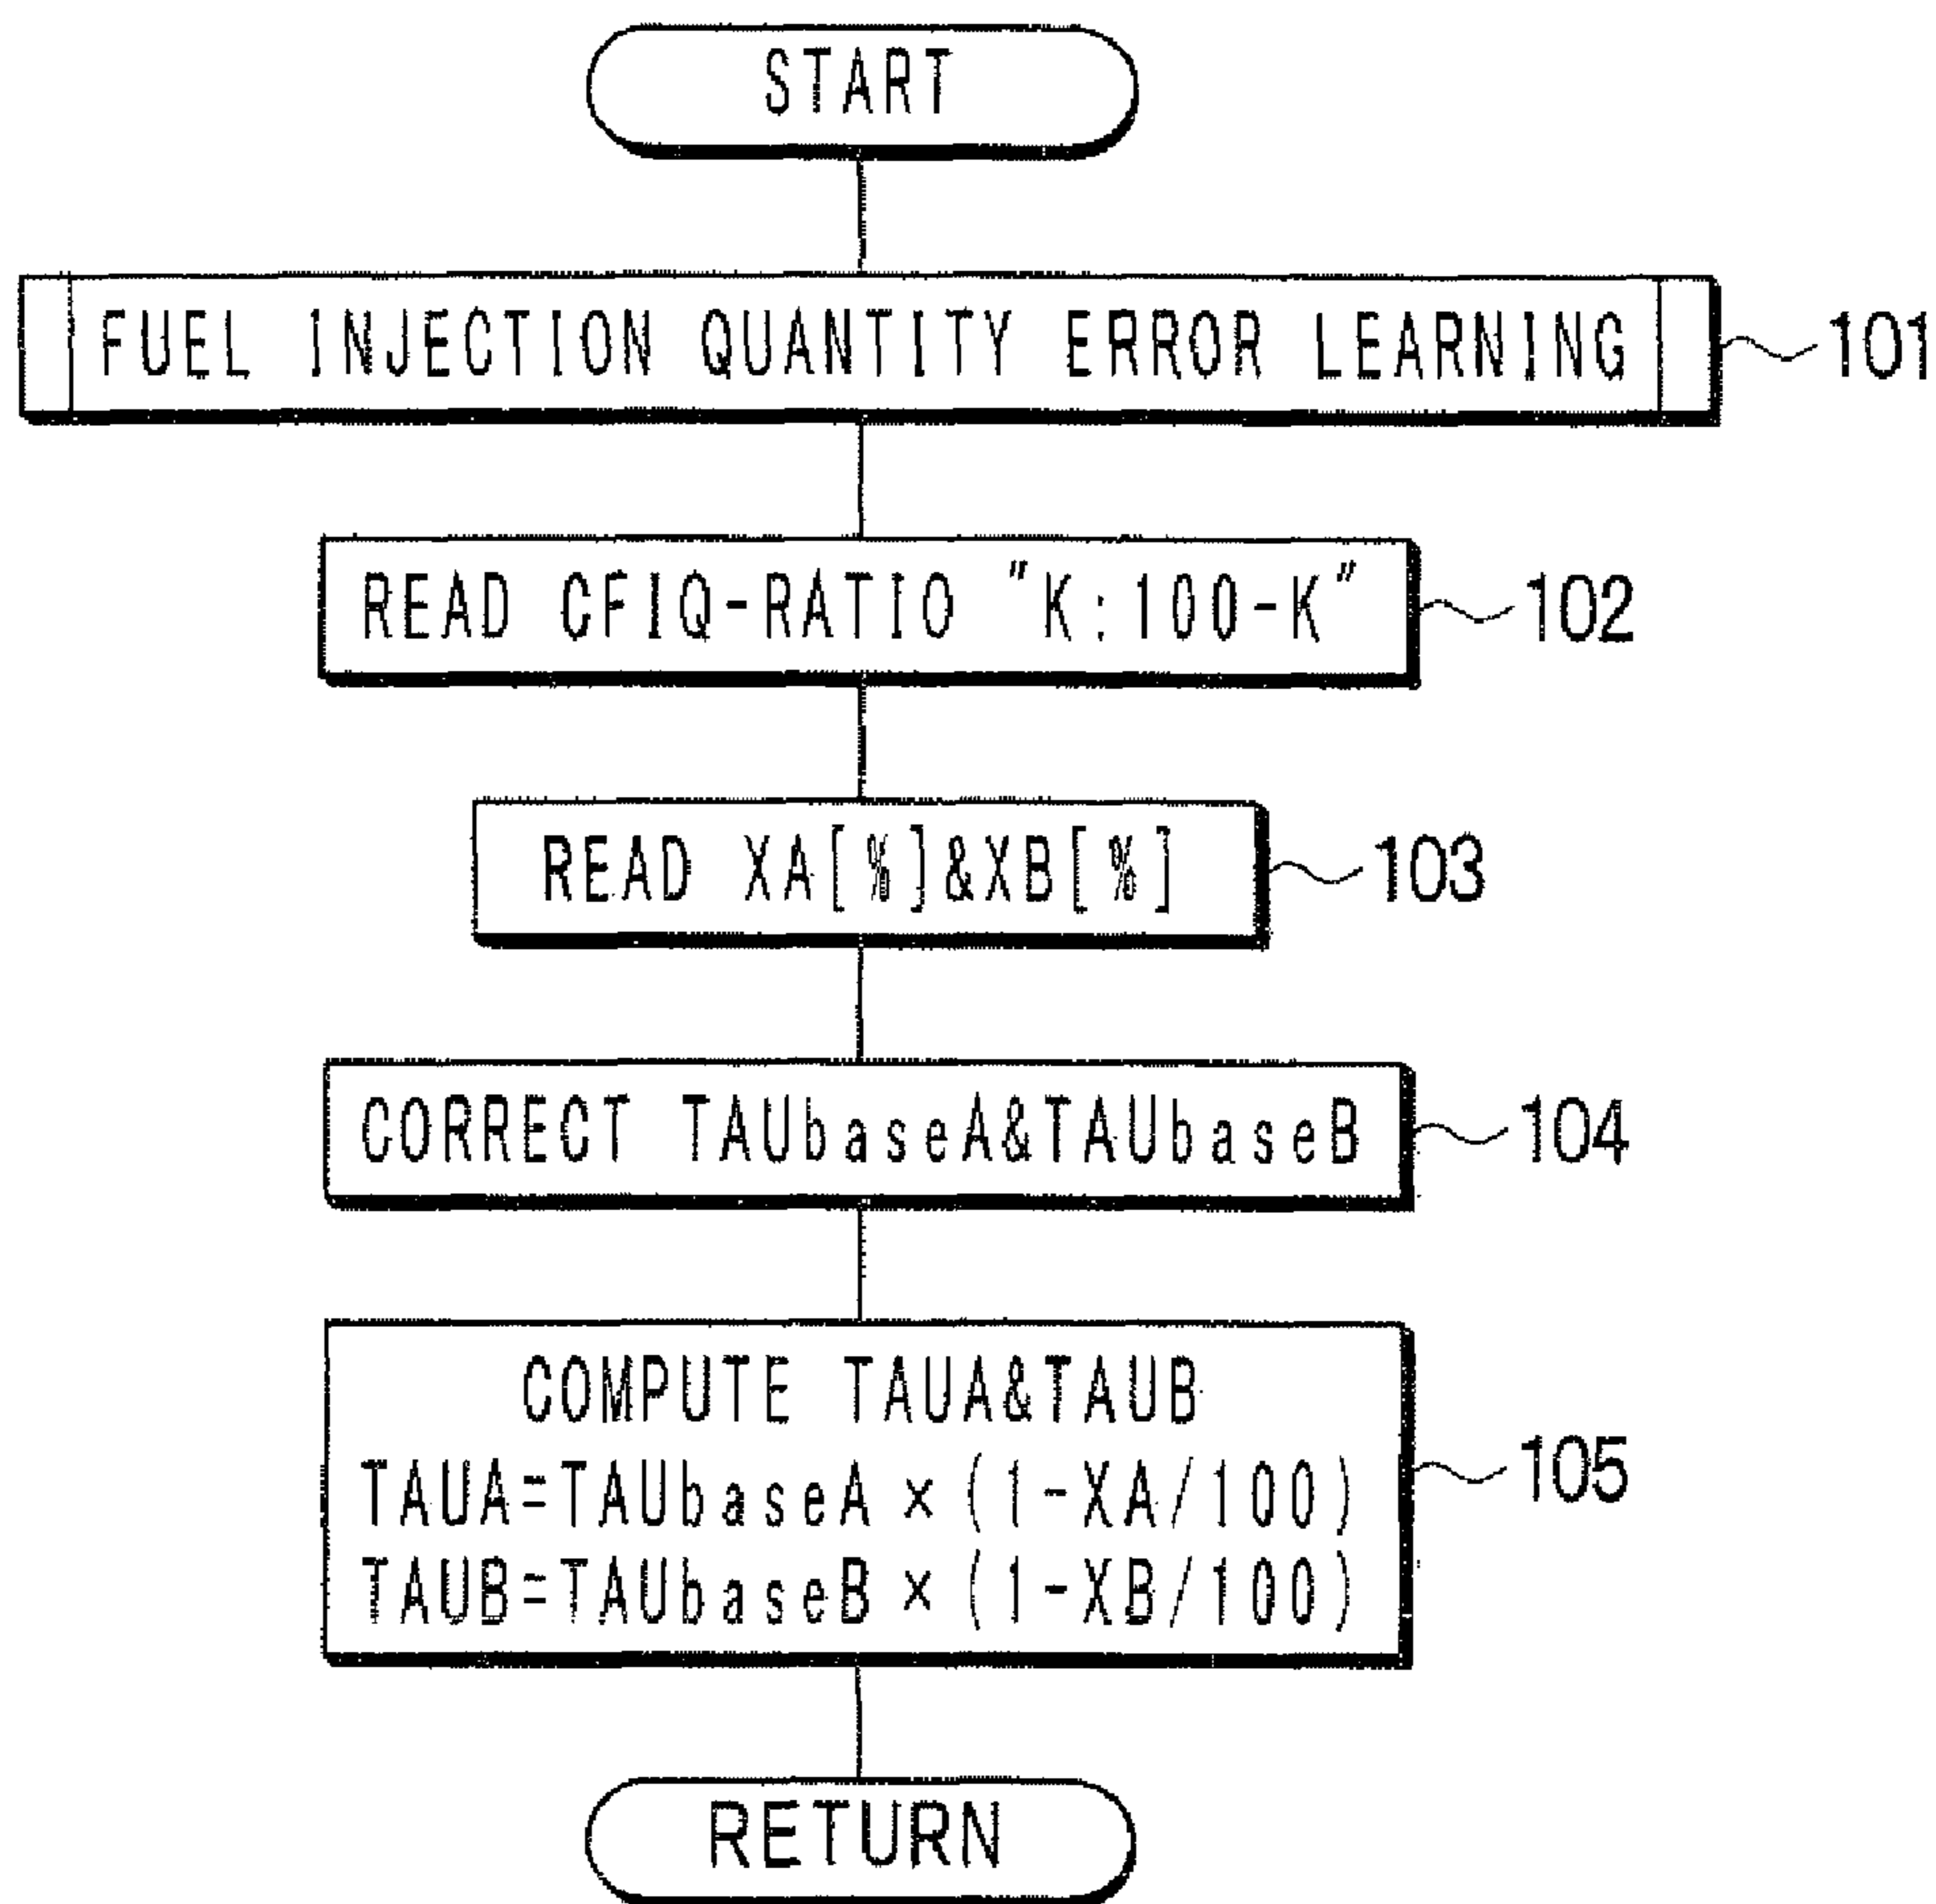 START
FUEL INJECTION QUANTITY ERROR LEARNING
101
READ CFIQ-RATIO "K:100-K"
102
READ XA[%]&XB[%]
103
CORRECT TAUbaseA&TAUbaseB
104
COMPUTE TAUA&TAUB
TAUA=TAUbaseA×(1-XA/100)
TAUB=TAUbaseB×(1-XB/100)
105
RETURN